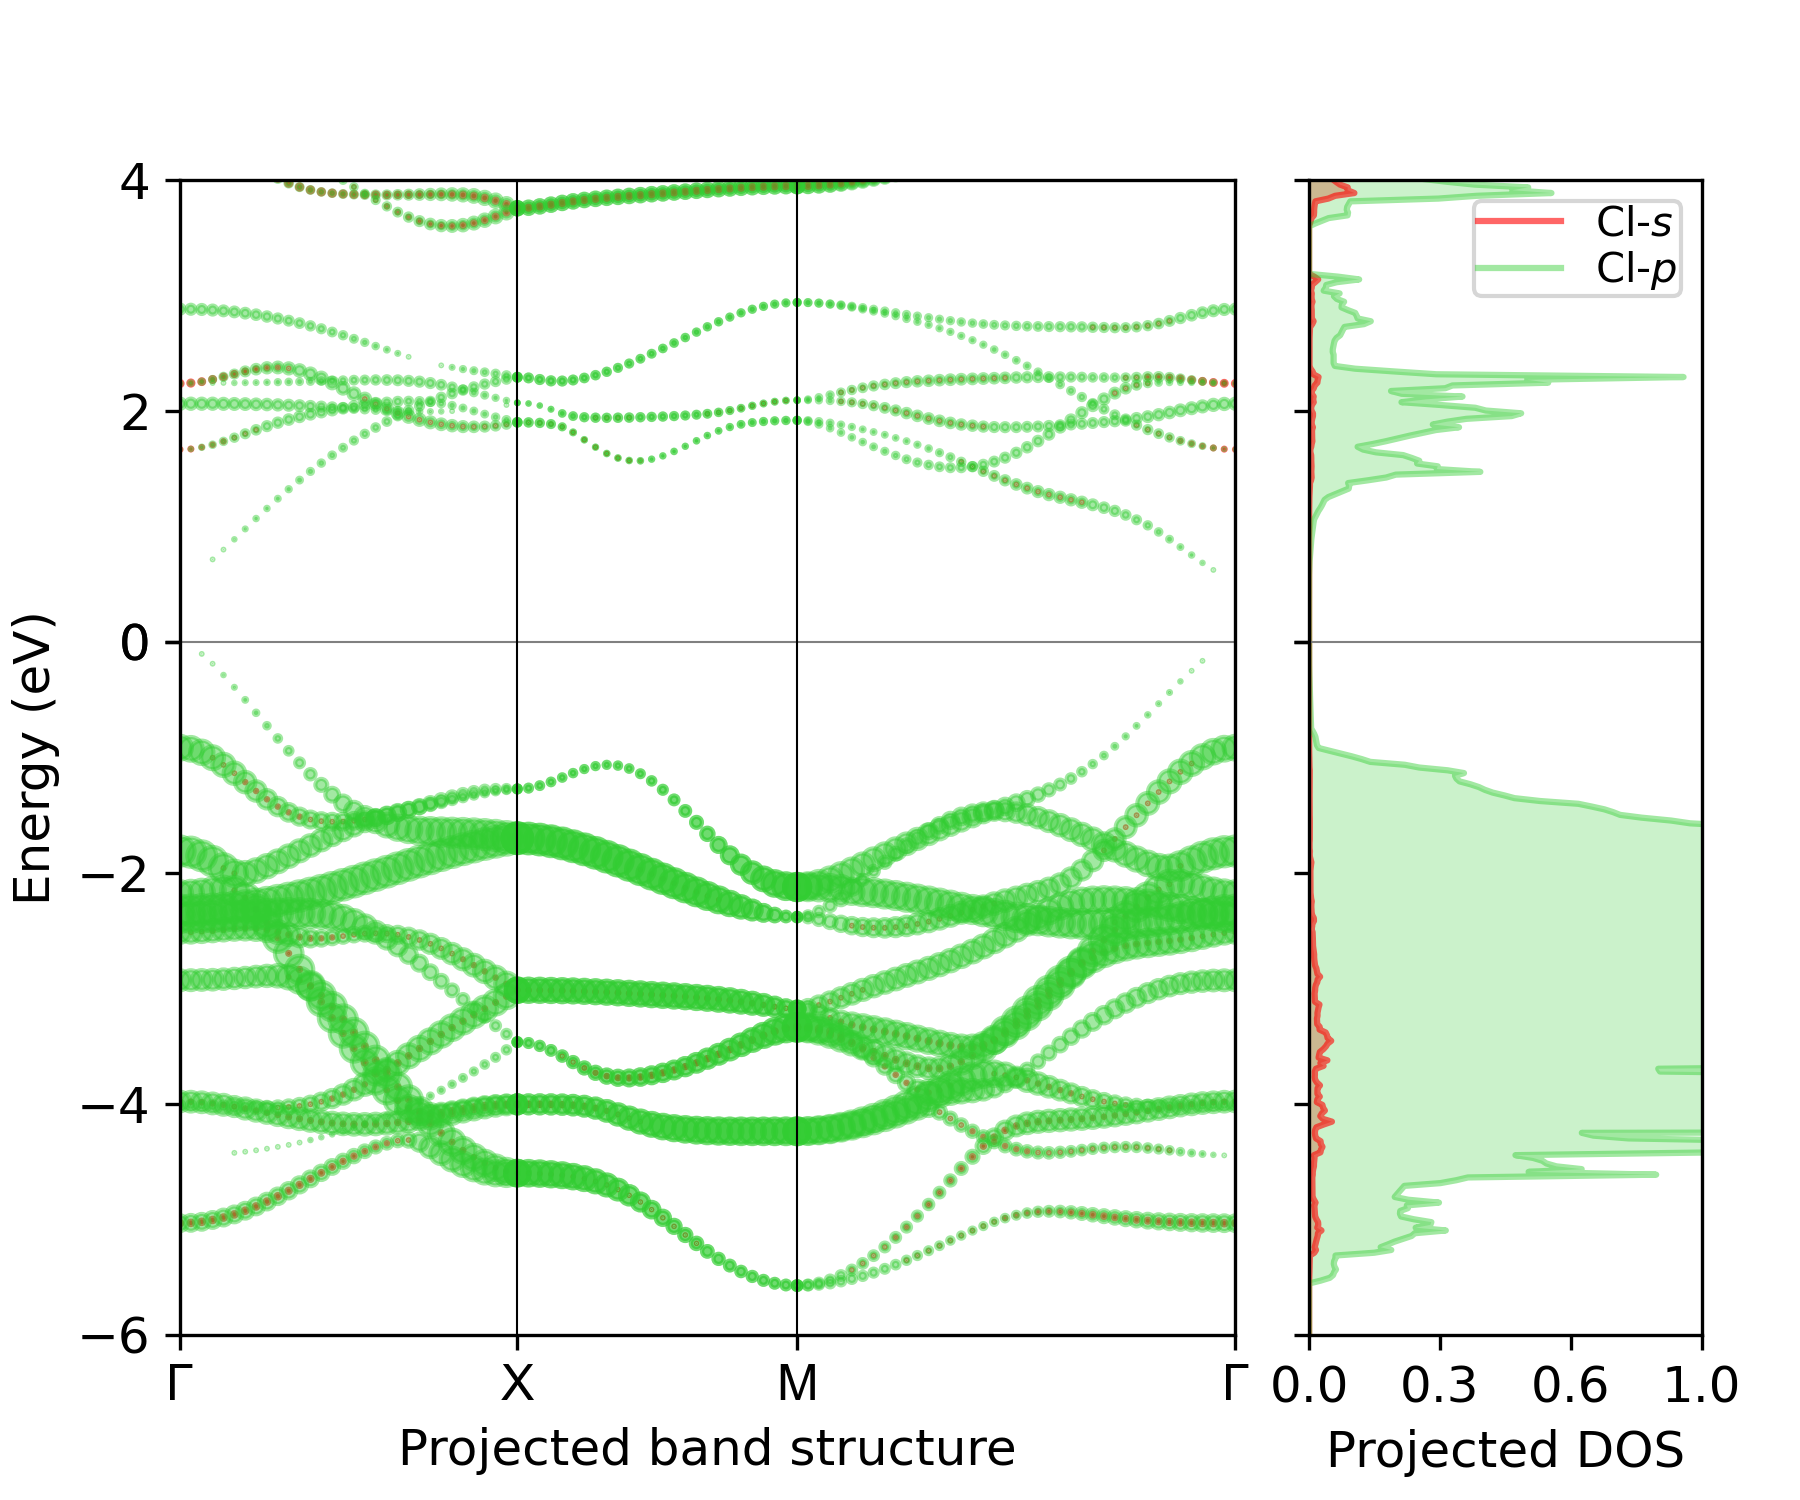 4
2
0
−2
−4
−6
Energy (eV)
Γ X M Γ
Projected band structure
Cl-s
Cl-p
0.0 0.3 0.6 1.0
Projected DOS